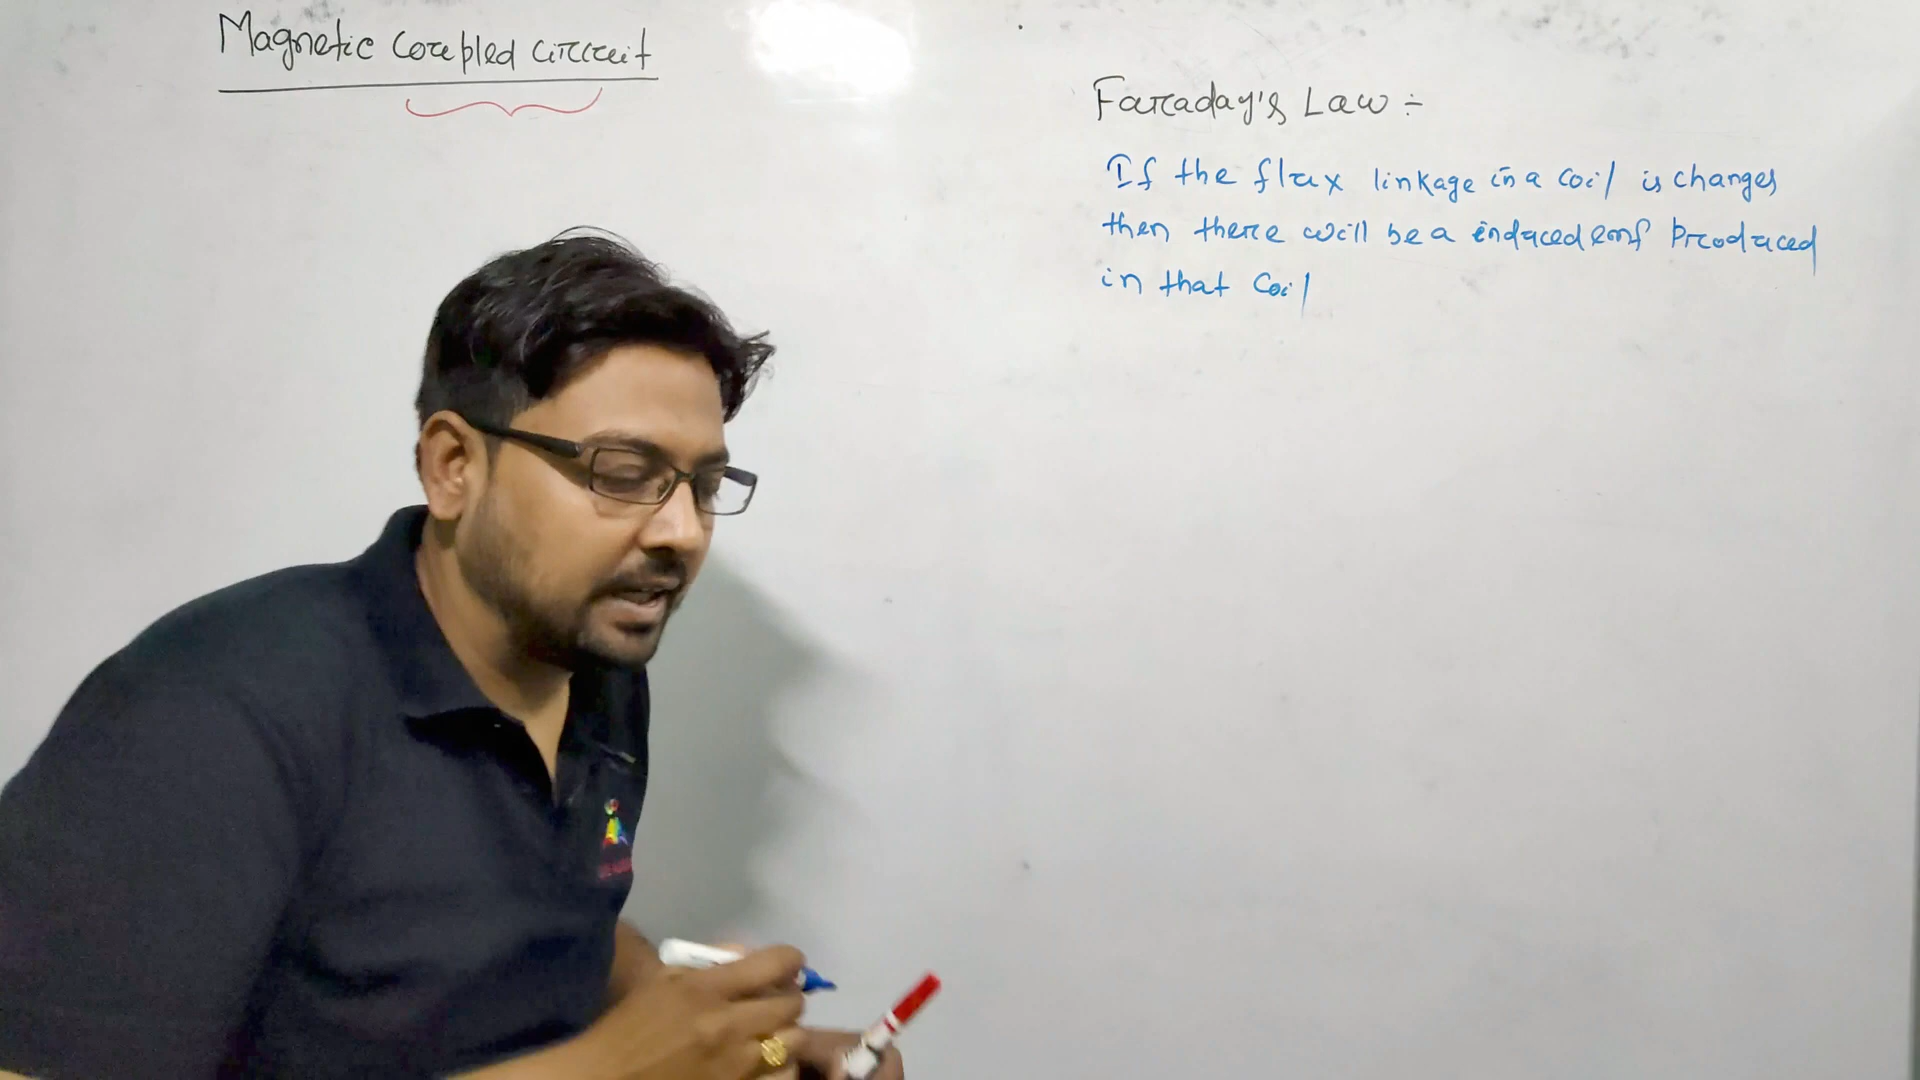 Magnetic Coupled circuit
Faraday's Law ÷
If the flux linkage in a coil is changes
then there will be a induced emf Produced
in that Coil